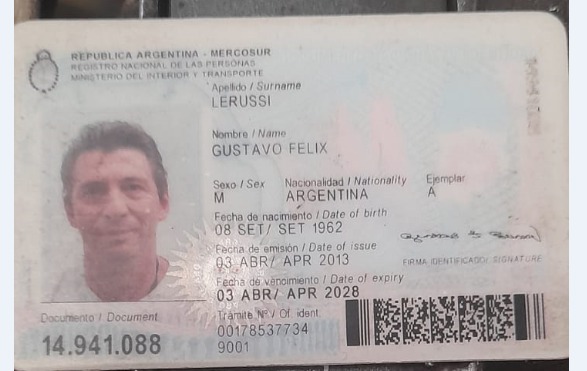 REPUBLICA ARGENTINA - MERCOSUR
REGISTRO NACIONAL DE LAS PERSONAS
MINISTERIO DEL INTERIOR Y TRANSPORTE
Apellido / Surname
LERUSSI
Nombre / Name
GUSTAVO FELIX
Sexo / Sex Nacionalidad / Nationality Ejemplar
M ARGENTINA A
Fecha de nacimiento / Date of birth
08 SET/ SET 1962
Fecha de emisión / Date of issue
03 ABR/ APR 2013
FIRMA IDENTIFICADO/ SIGNATURE
Fecha de vencimiento / Date of expiry
03 ABR/ APR 2028
Documento / Document
14.941.088
Trámite Nº / Of. ident.
00178537734
9001